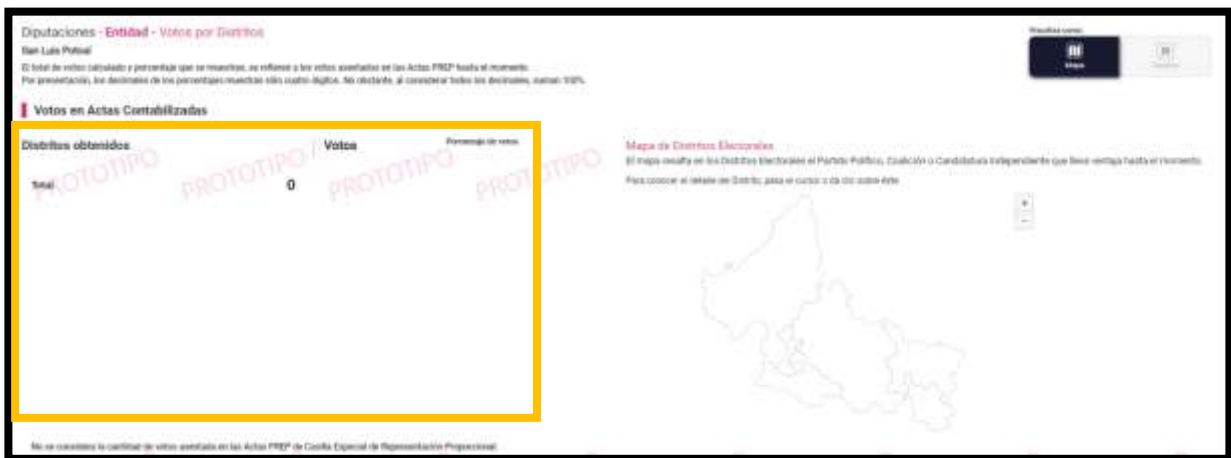 Diputaciones - Entidad - Votos por Distritos
San Luis Potosí
Visualiza como:
Mapa
El total de votos calculado y porcentaje que se muestran, se refieren a los votos asentados en las Actas PREP hasta el momento.
Por presentación, los decimales de los porcentajes muestran sólo cuatro dígitos. No obstante, al considerar todos los decimales, suman 100%.
Votos en Actas Contabilizadas
Distritos obtenidos
Votos
Porcentaje de votos
Total
0
PROTOTIPO PROTOTIPO PROTOTIPO PROTOTIPO
Mapa de Distritos Electorales
El mapa resalta en los Distritos Electorales el Partido Político, Coalición o Candidatura Independiente que lleva ventaja hasta el momento.
Para conocer el detalle del Distrito, pasa el cursor o da clic sobre éste
+
-
No se considera la cantidad de votos asentada en las Actas PREP de Casilla Especial de Representación Proporcional